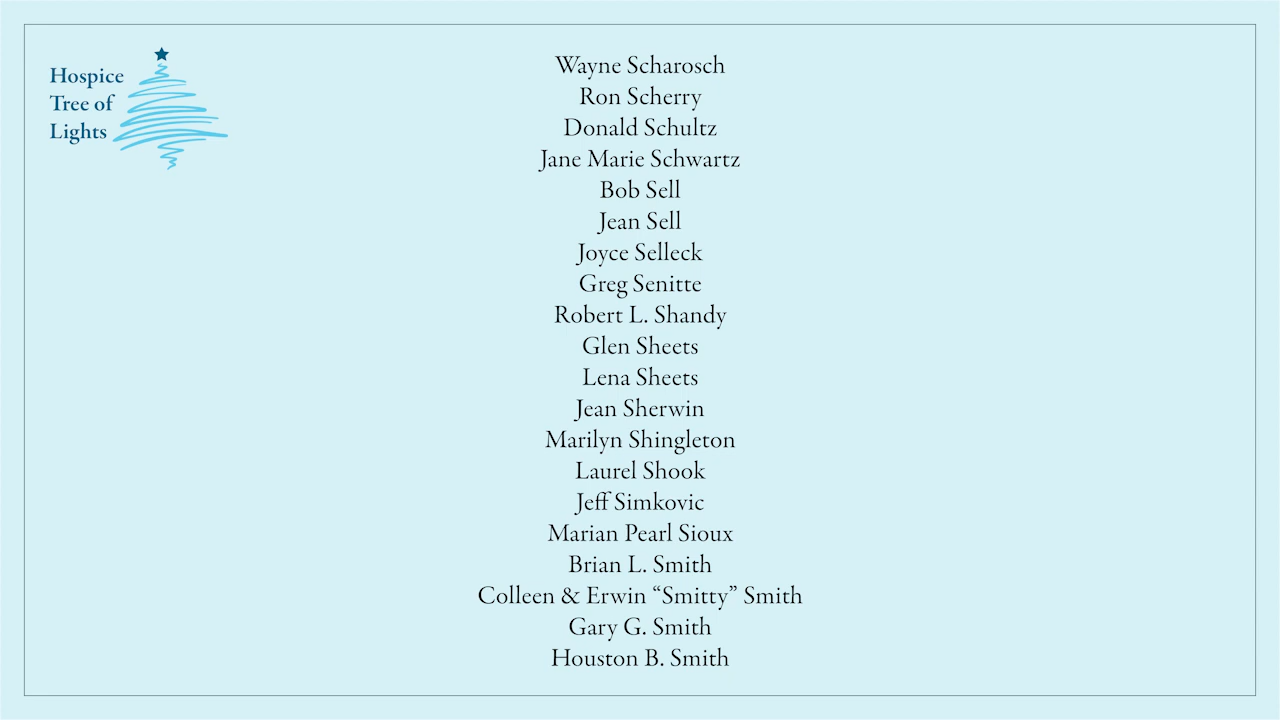 Hospice
Tree of
Lights
Wayne Scharosch
Ron Scherry
Donald Schultz
Jane Marie Schwartz
Bob Sell
Jean Sell
Joyce Selleck
Greg Senitte
Robert L. Shandy
Glen Sheets
Lena Sheets
Jean Sherwin
Marilyn Shingleton
Laurel Shook
Jeff Simkovic
Marian Pearl Sioux
Brian L. Smith
Colleen & Erwin “Smitty” Smith
Gary G. Smith
Houston B. Smith